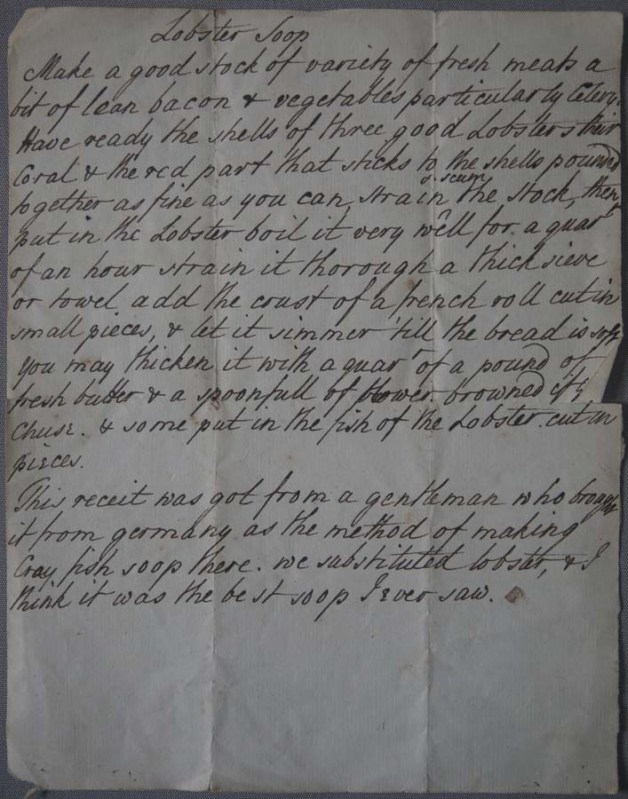 Lobster Soop
Make a good stock of variety of fresh meats a
bit of lean bacon & vegetables particularly Celery.
Have ready the shells of three good Lobsters their
Coral & the red part that sticks to the shells pound
together as fine as you can, strain & scum the stock, then
put in the Lobster boil it very well for a quar
of an hour strain it thorough a thick sieve
or towel add the crust of a french roll cut in
small pieces, & let it simmer 'till the bread is soft
you may thicken it with a quar' of a pound of
fresh butter & a spoonfull of flower browned if y
Chuse. & some put in the fish of the Lobster cut in
pieces.
This receit was got from a gentleman who
it from germany as the method of making
Cray fish soop there. we substituted lobster, & I
think it was the best soop I ever saw.